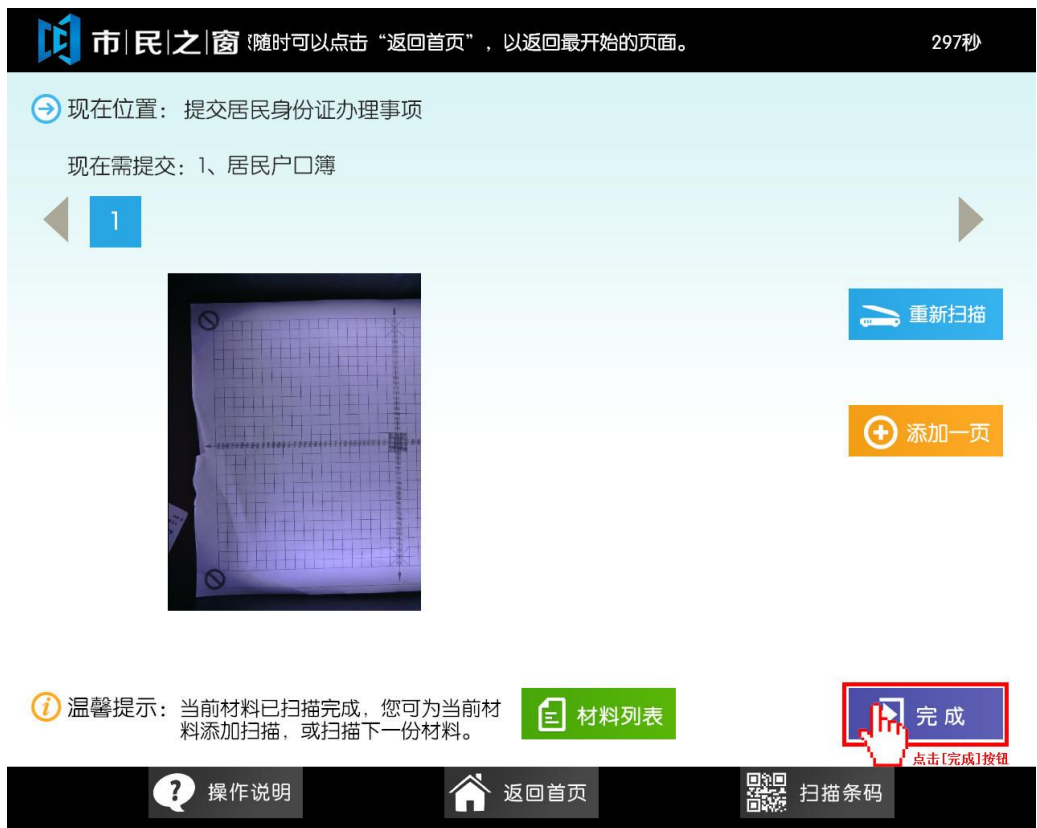 市|民|之|窗 随时可以点击“返回首页”，以返回最开始的页面。 297秒
现在位置：提交居民身份证办理事项
现在需提交：1、居民户口簿
1
重新扫描
添加一页
温馨提示：当前材料已扫描完成，您可为当前材
料添加扫描，或扫描下一份材料。
材料列表
完成
点击[完成]按钮
操作说明 返回首页 扫描条码